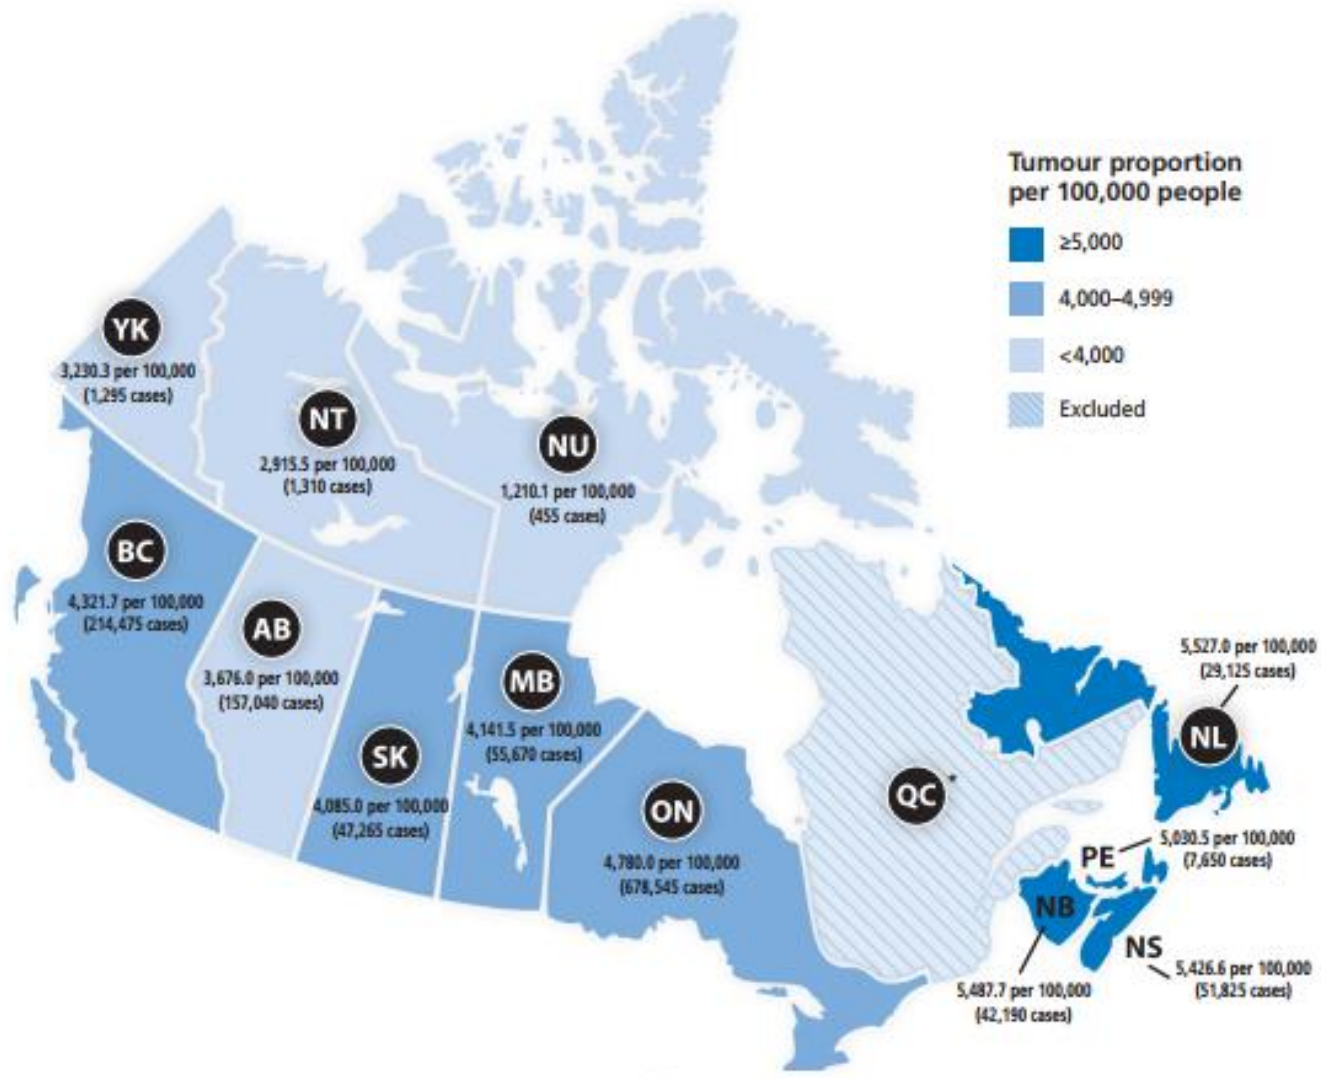 Tumour proportion
per 100,000 people
≥5,000
4,000–4,999
<4,000
Excluded
YK
3,230.3 per 100,000
(1,295 cases)
NT
2,915.5 per 100,000
(1,310 cases)
NU
1,210.1 per 100,000
(455 cases)
BC
4,321.7 per 100,000
(214,475 cases)
AB
3,676.0 per 100,000
(157,040 cases)
SK
4,085.0 per 100,000
(47,265 cases)
MB
4,141.5 per 100,000
(55,670 cases)
ON
4,780.0 per 100,000
(678,545 cases)
QC*
5,527.0 per 100,000
(29,125 cases)
NL
PE
5,030.5 per 100,000
(7,650 cases)
NB
5,487.7 per 100,000
(42,190 cases)
NS
5,426.6 per 100,000
(51,825 cases)